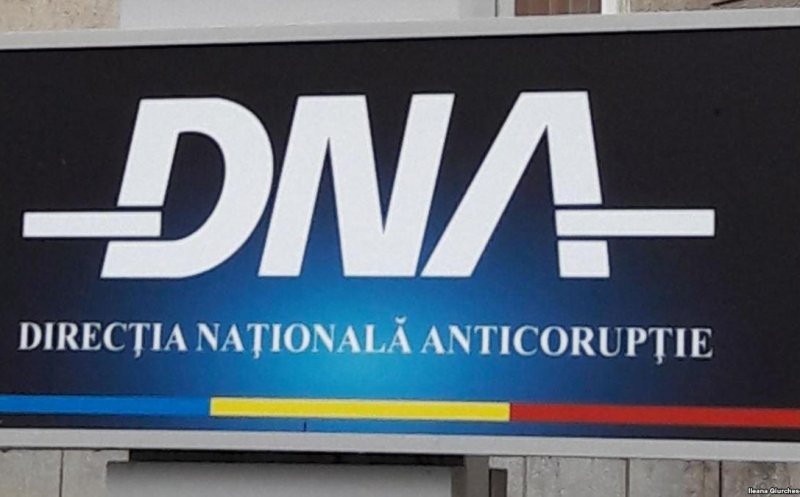 DNA
DIRECȚIA NAȚIONALĂ ANTICORUPȚIE
Ileana Giurchescu